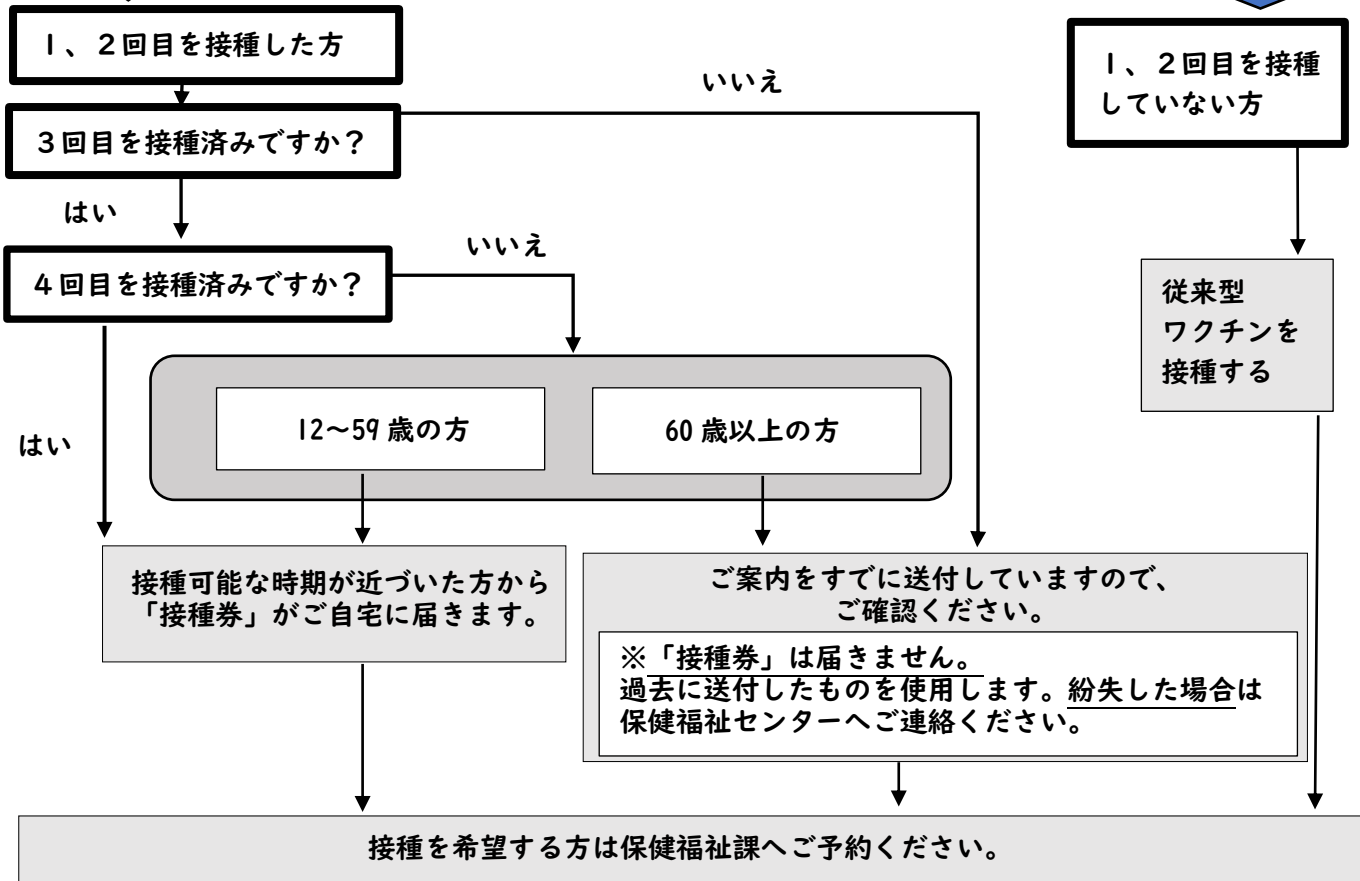 １、２回目を接種した方
３回目を接種済みですか？
いいえ
はい
４回目を接種済みですか？
いいえ
はい
12～59歳の方
60歳以上の方
接種可能な時期が近づいた方から
「接種券」がご自宅に届きます。
ご案内をすでに送付していますので、
ご確認ください。
※「接種券」は届きません。
過去に送付したものを使用します。紛失した場合は
保健福祉センターへご連絡ください。
１、２回目を接種
していない方
従来型
ワクチンを
接種する
接種を希望する方は保健福祉課へご予約ください。